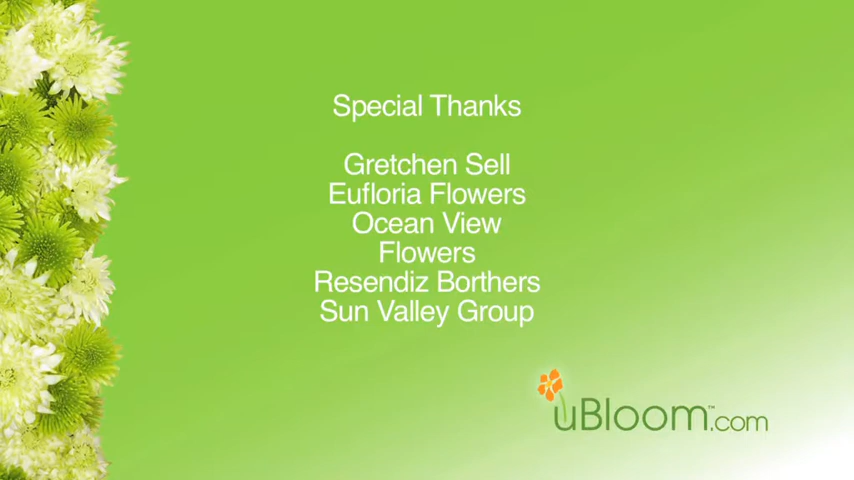 Special Thanks
Gretchen Sell
Eufloria Flowers
Ocean View
Flowers
Resendiz Borthers
Sun Valley Group
uBloom™.com